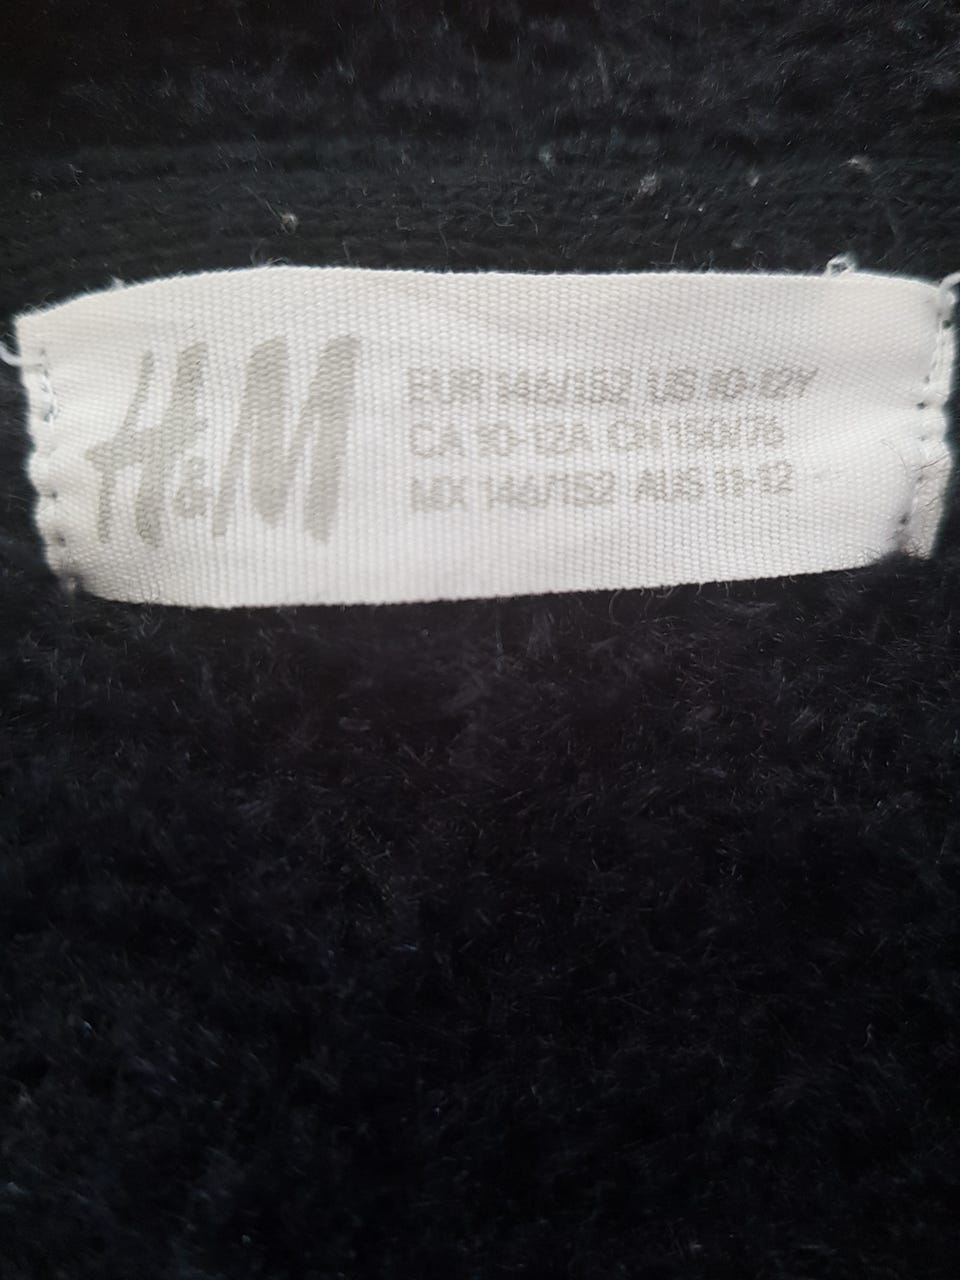 H&M
EUR 146/152 US 10-12Y
CA 10-12A CN 150/76
MX 146/152 AUS 11-12